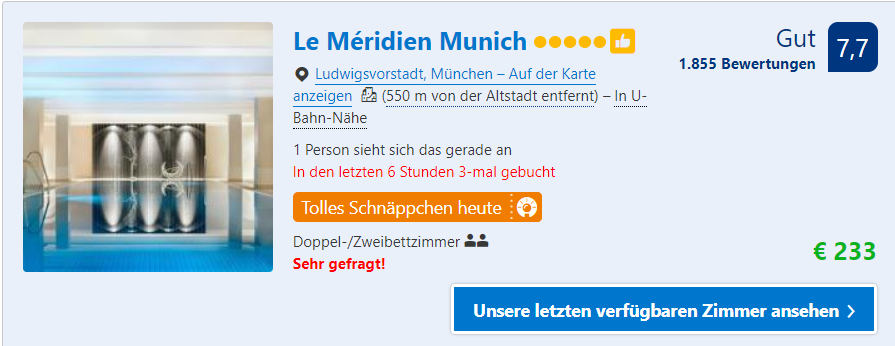 Le Méridien Munich
Gut
7,7
1.855 Bewertungen
Ludwigsvorstadt, München – Auf der Karte
anzeigen (550 m von der Altstadt entfernt) – In U-
Bahn-Nähe
1 Person sieht sich das gerade an
In den letzten 6 Stunden 3-mal gebucht
Tolles Schnäppchen heute
Doppel-/Zweibettzimmer
Sehr gefragt!
€ 233
Unsere letzten verfügbaren Zimmer ansehen